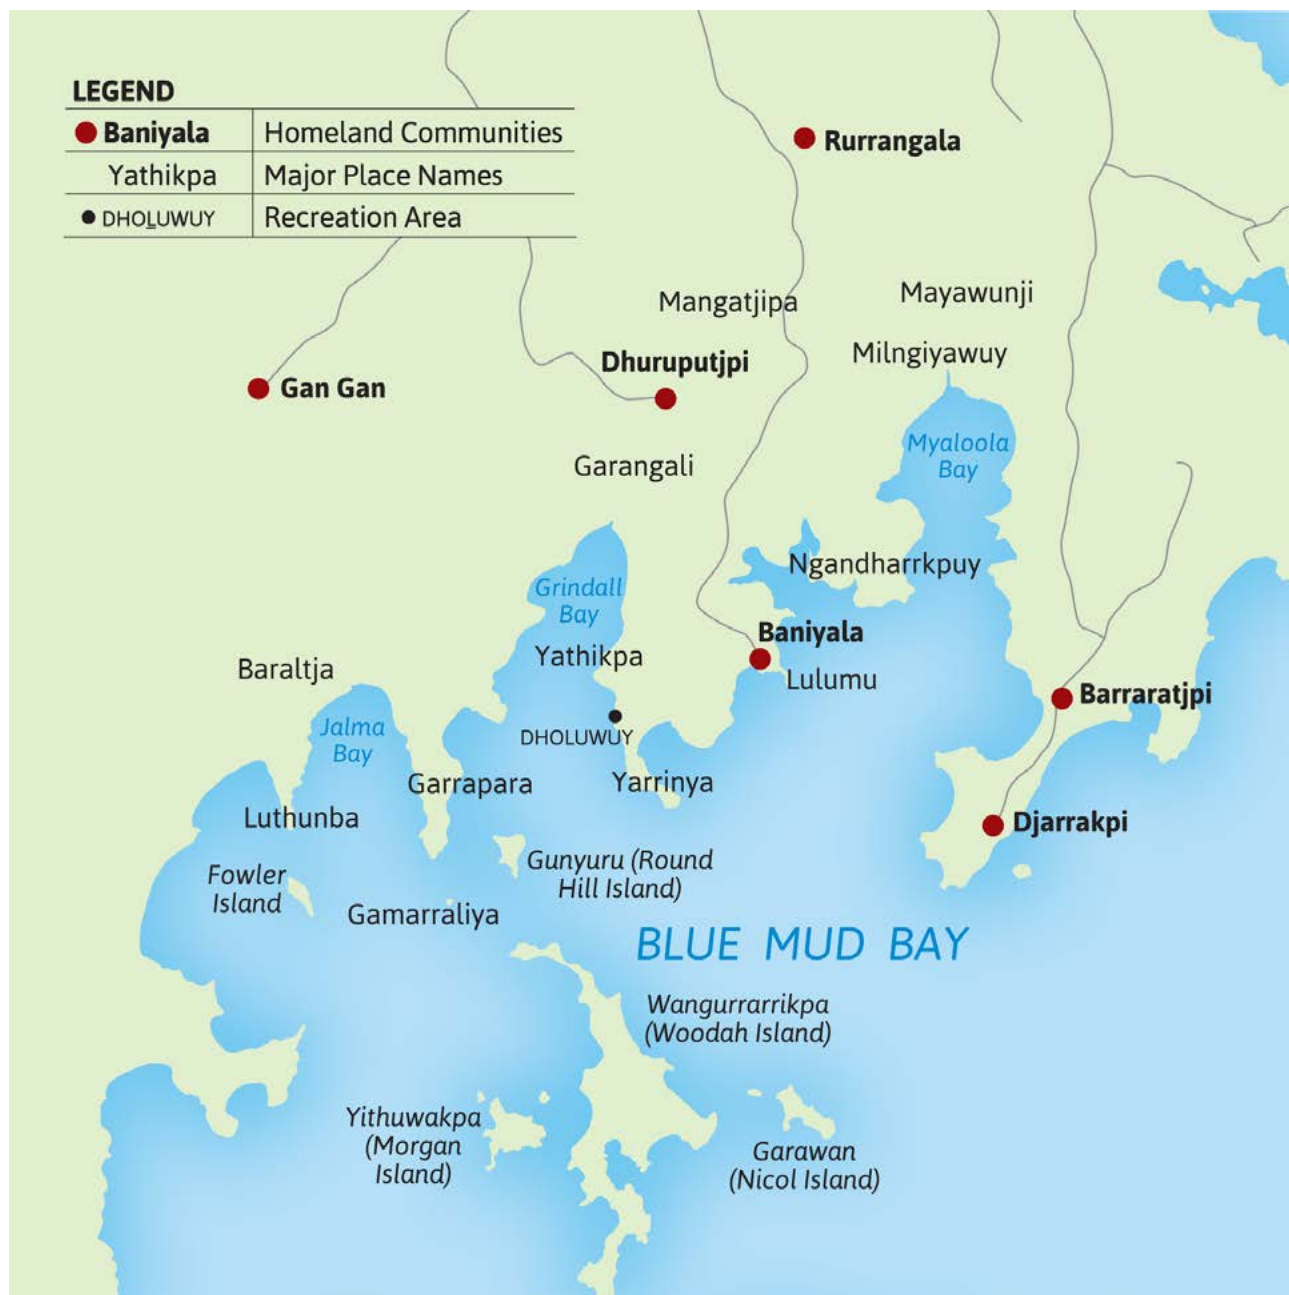 LEGEND
Baniyala Homeland Communities
Yathikpa Major Place Names
DHOLUWUY Recreation Area
Rurrangala
Mangatjipa
Mayawunji
Milngiyawuy
Dhuruputjpi
Gan Gan
Myaloola
Bay
Garangali
Ngandharrkpuy
Grindall
Bay
Baniyala
Yathikpa
Baraltja
Lulumu
Barraratjpi
Jalma
Bay
DHOLUWUY
Garrapara
Yarrinya
Luthunba
Djarrakpi
Fowler
Island
Gunyuru (Round
Hill Island)
Gamarraliya
BLUE MUD BAY
Wangurrarrikpa
(Woodah Island)
Yithuwakpa
(Morgan
Island)
Garawan
(Nicol Island)